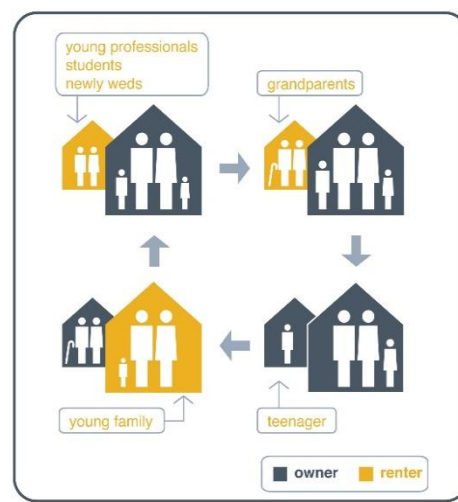 young professionals
students
newly weds
grandparents
young family
teenager
owner
renter